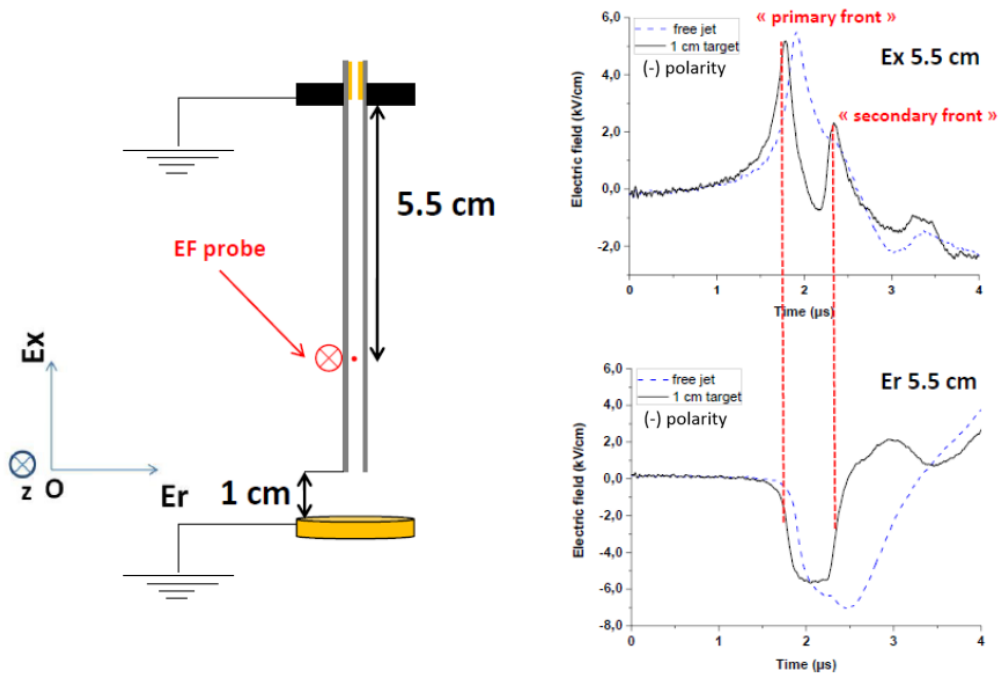 5.5 cm
EF probe
Ex
z
O
Er
1 cm
« primary front »
free jet
1 cm target
(-) polarity
Ex 5.5 cm
« secondary front »
Electric field (kV/cm)
6,0
4,0
2,0
0,0
-2,0
0
1
2
3
4
Time (µs)
free jet
1 cm target
(-) polarity
Er 5.5 cm
Electric field (kV/cm)
6,0
4,0
2,0
0,0
-2,0
-4,0
-6,0
-8,0
0
1
2
3
4
Time (µs)